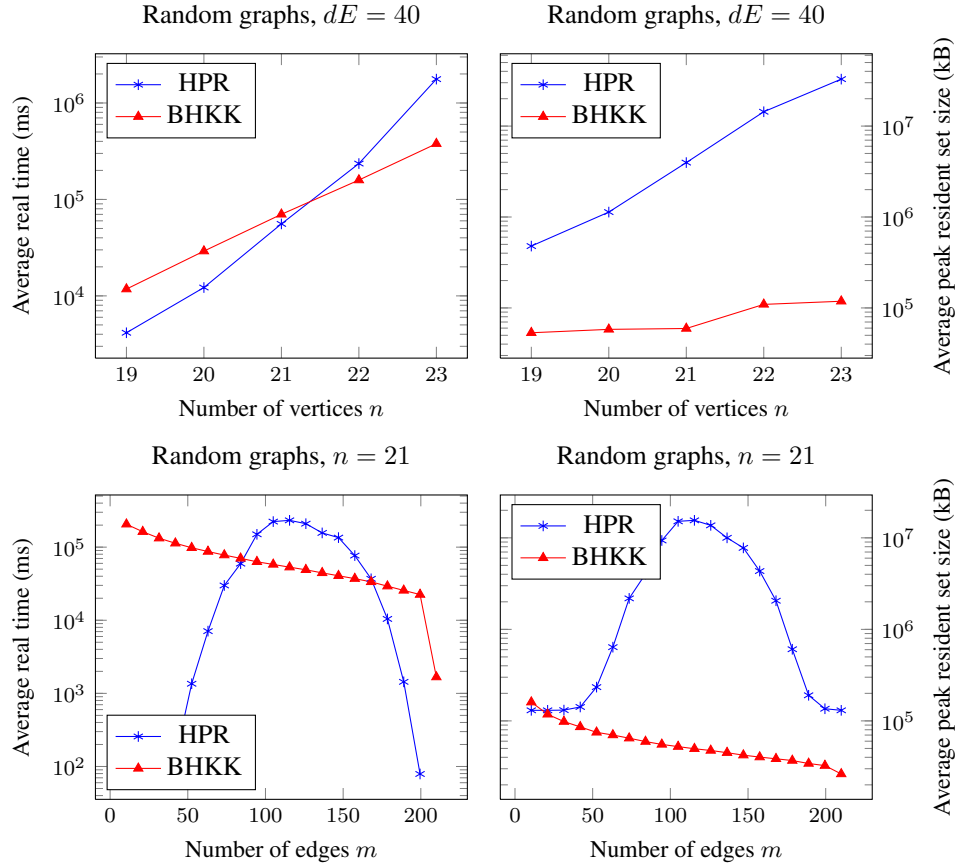 Random graphs, dE = 40
Random graphs, dE = 40
Average real time (ms)
10^6
10^5
10^4
HPR
BHKK
19 20 21 22 23
Number of vertices n
HPR
BHKK
10^7
10^6
10^5
Average peak resident set size (kB)
19 20 21 22 23
Number of vertices n
Random graphs, n = 21
Random graphs, n = 21
Average real time (ms)
10^5
10^4
10^3
10^2
HPR
BHKK
0 50 100 150 200
Number of edges m
HPR
BHKK
10^7
10^6
10^5
Average peak resident set size (kB)
0 50 100 150 200
Number of edges m